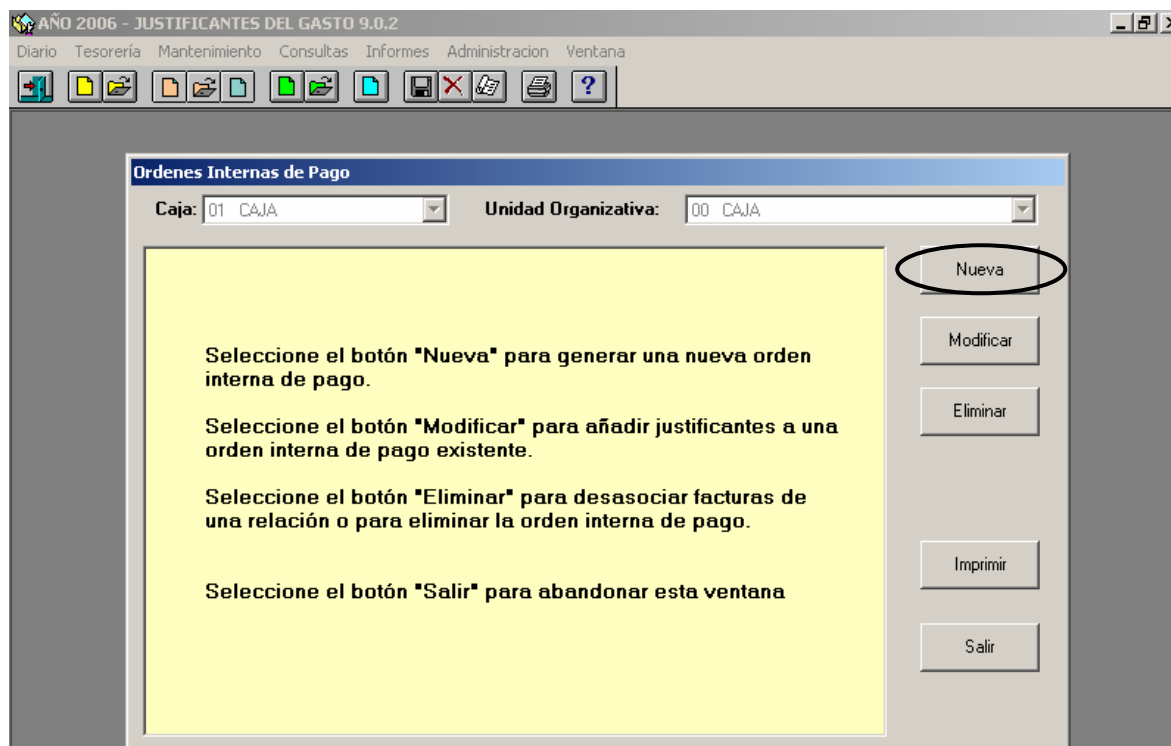 AÑO 2006 - JUSTIFICANTES DEL GASTO 9.0.2
Diario Tesorería Mantenimiento Consultas Informes Administracion Ventana
?
Ordenes Internas de Pago
Caja: 01 CAJA Unidad Organizativa: 00 CAJA
Nueva
Modificar
Eliminar
Imprimir
Salir
Seleccione el botón "Nueva" para generar una nueva orden
interna de pago.
Seleccione el botón "Modificar" para añadir justificantes a una
orden interna de pago existente.
Seleccione el botón "Eliminar" para desasociar facturas de
una relación o para eliminar la orden interna de pago.
Seleccione el botón "Salir" para abandonar esta ventana